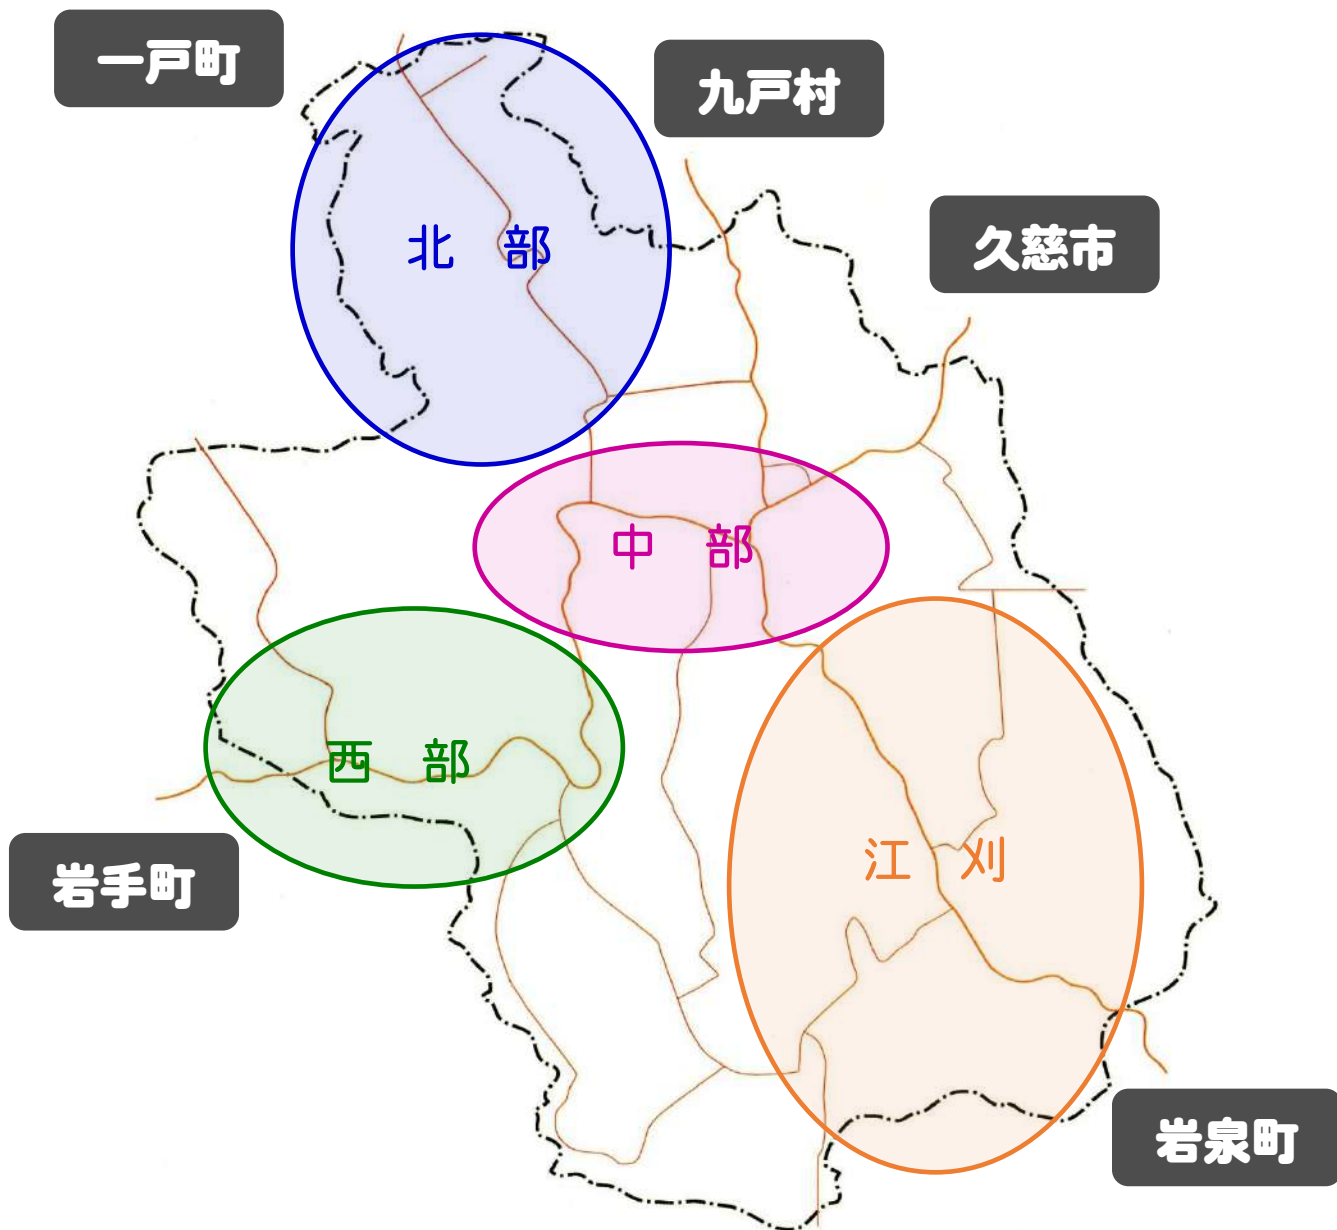 一戸町
九戸村
久慈市
北 部
中 部
西 部
江 刈
岩手町
岩泉町